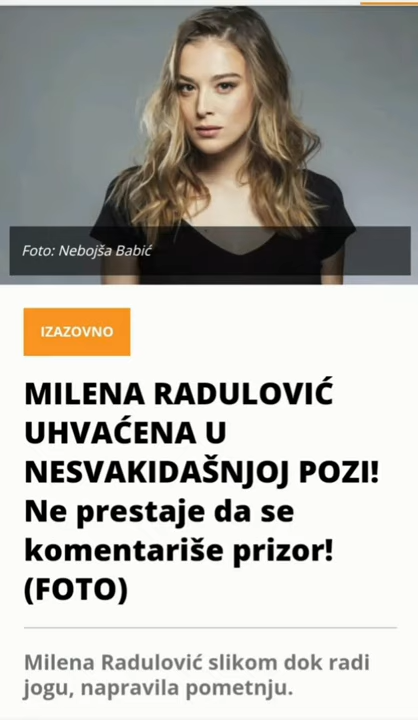 Foto: Nebojša Babić
IZAZOVNO
MILENA RADULOVIĆ
UHVAĆENA U
NESVAKIDAŠNJOJ POZI!
Ne prestaje da se
komentariše prizor!
(FOTO)
Milena Radulović slikom dok radi
jogu, napravila pometnju.